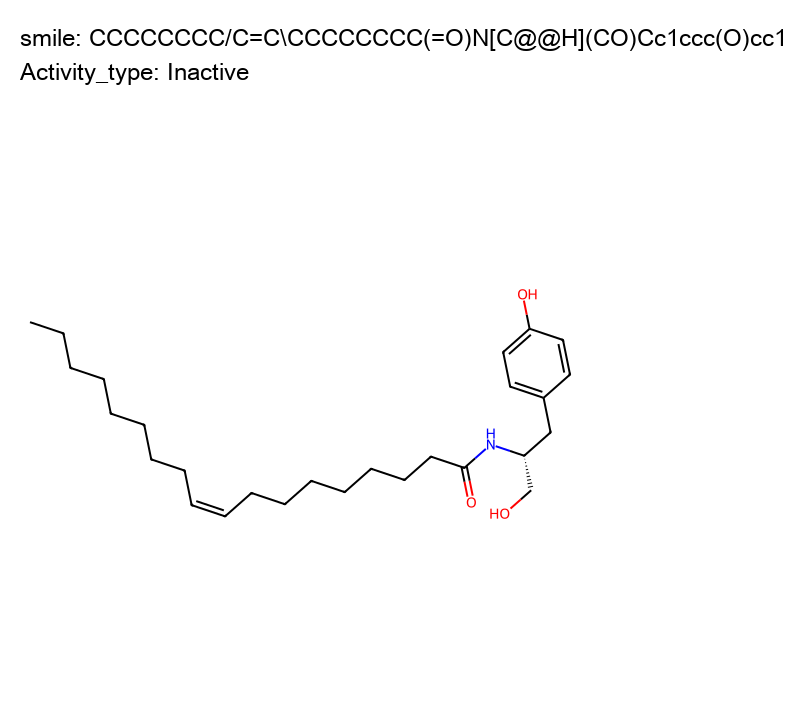 smile: CCCCCCCC/C=C\CCCCCCCC(=O)N[C@@H](CO)Cc1ccc(O)cc1
Activity_type: Inactive
OH
H
N
O
HO